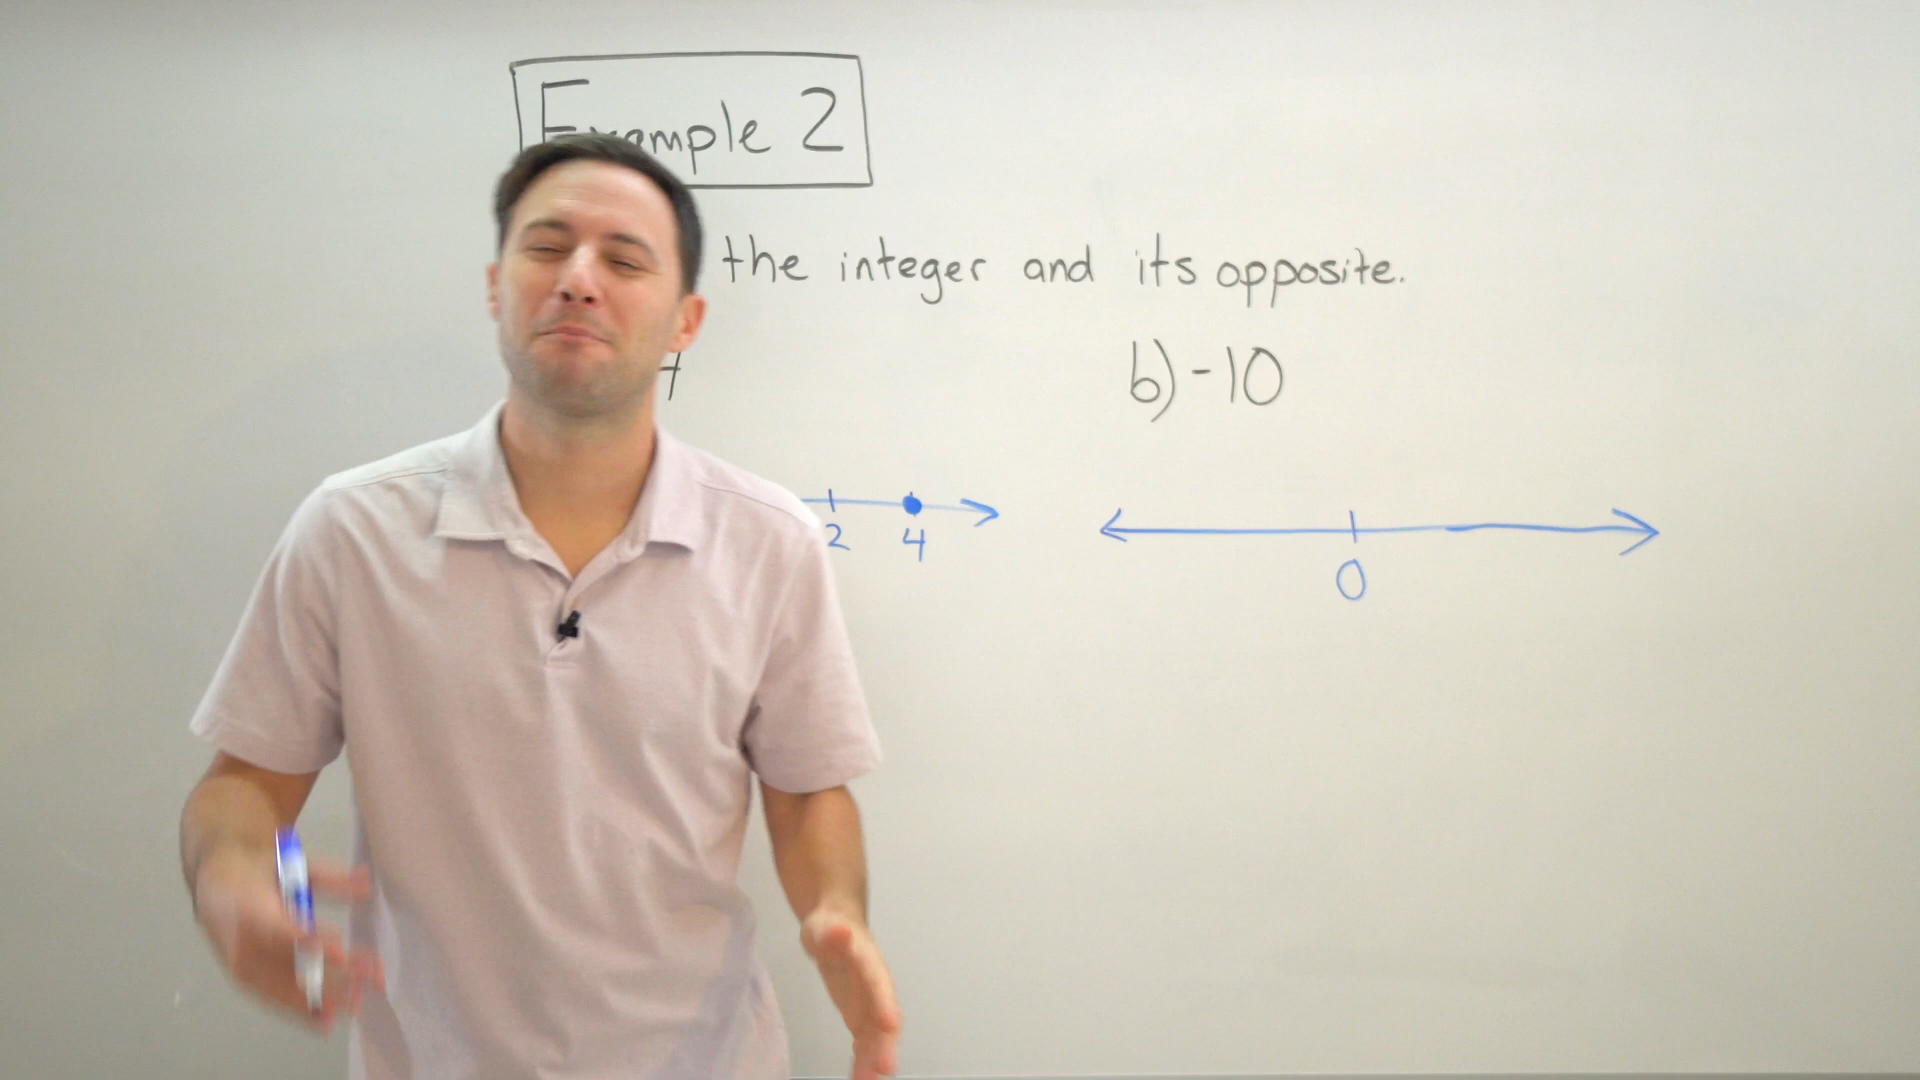 Example 2
the integer and its opposite.
b) -10
2 4
0